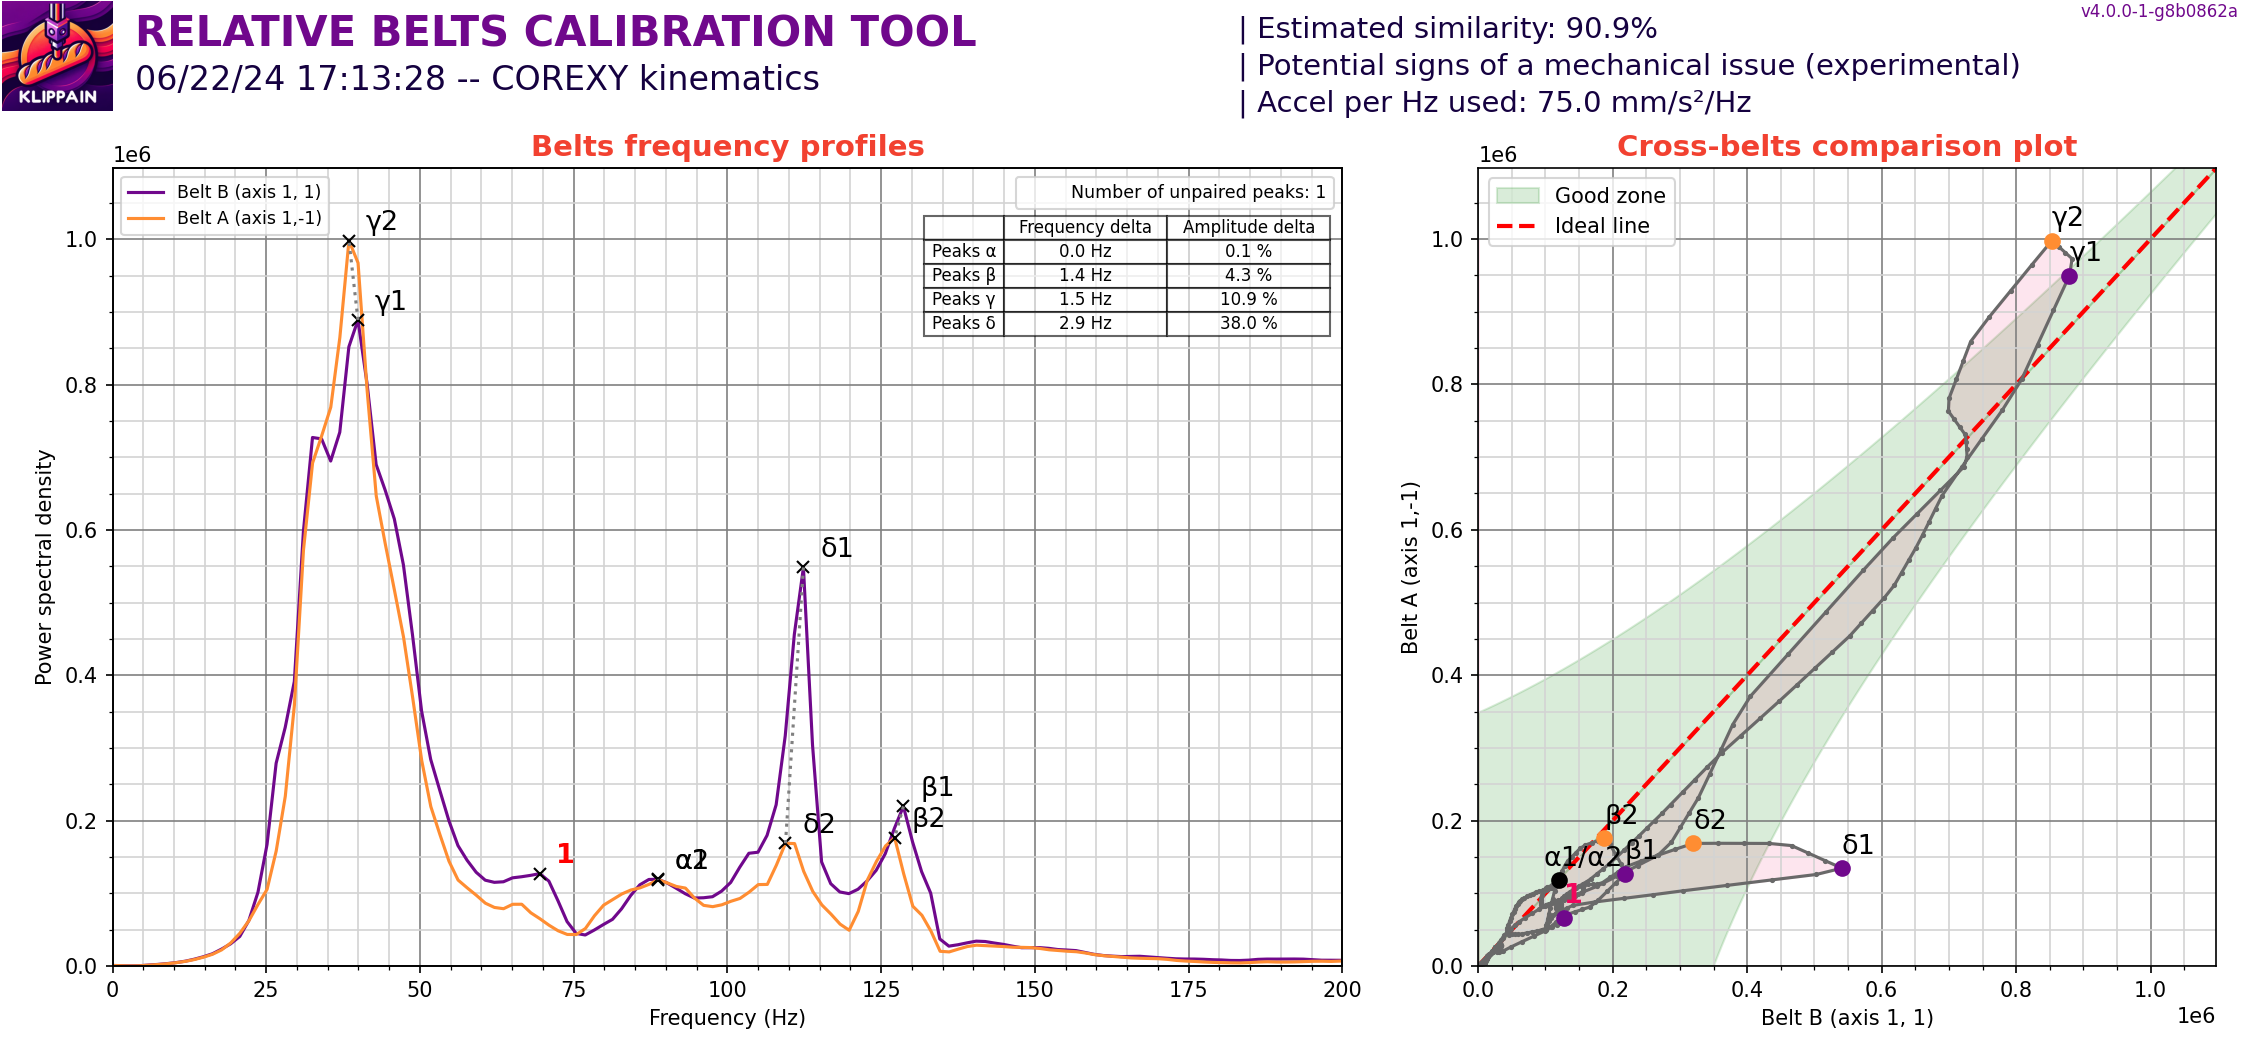 KLIPPAIN
RELATIVE BELTS CALIBRATION TOOL
06/22/24 17:13:28 -- COREXY kinematics
| Estimated similarity: 90.9%
| Potential signs of a mechanical issue (experimental)
| Accel per Hz used: 75.0 mm/s²/Hz
v4.0.0-1-g8b0862a
Belts frequency profiles
1e6
Belt B (axis 1, 1)
Belt A (axis 1,-1)
Number of unpaired peaks: 1
Frequency delta Amplitude delta
Peaks α 0.0 Hz 0.1 %
Peaks β 1.4 Hz 4.3 %
Peaks γ 1.5 Hz 10.9 %
Peaks δ 2.9 Hz 38.0 %
γ2
γ1
δ1
β1
β2
δ2
1
α1
α2
Power spectral density
1.0
0.8
0.6
0.4
0.2
0.0
0 25 50 75 100 125 150 175 200
Frequency (Hz)
Cross-belts comparison plot
1e6
Good zone
Ideal line
γ2
γ1
β2
δ2
α1/α2
β1
δ1
1
Belt A (axis 1,-1)
1.0
0.8
0.6
0.4
0.2
0.0
0.0 0.2 0.4 0.6 0.8 1.0
Belt B (axis 1, 1)
1e6